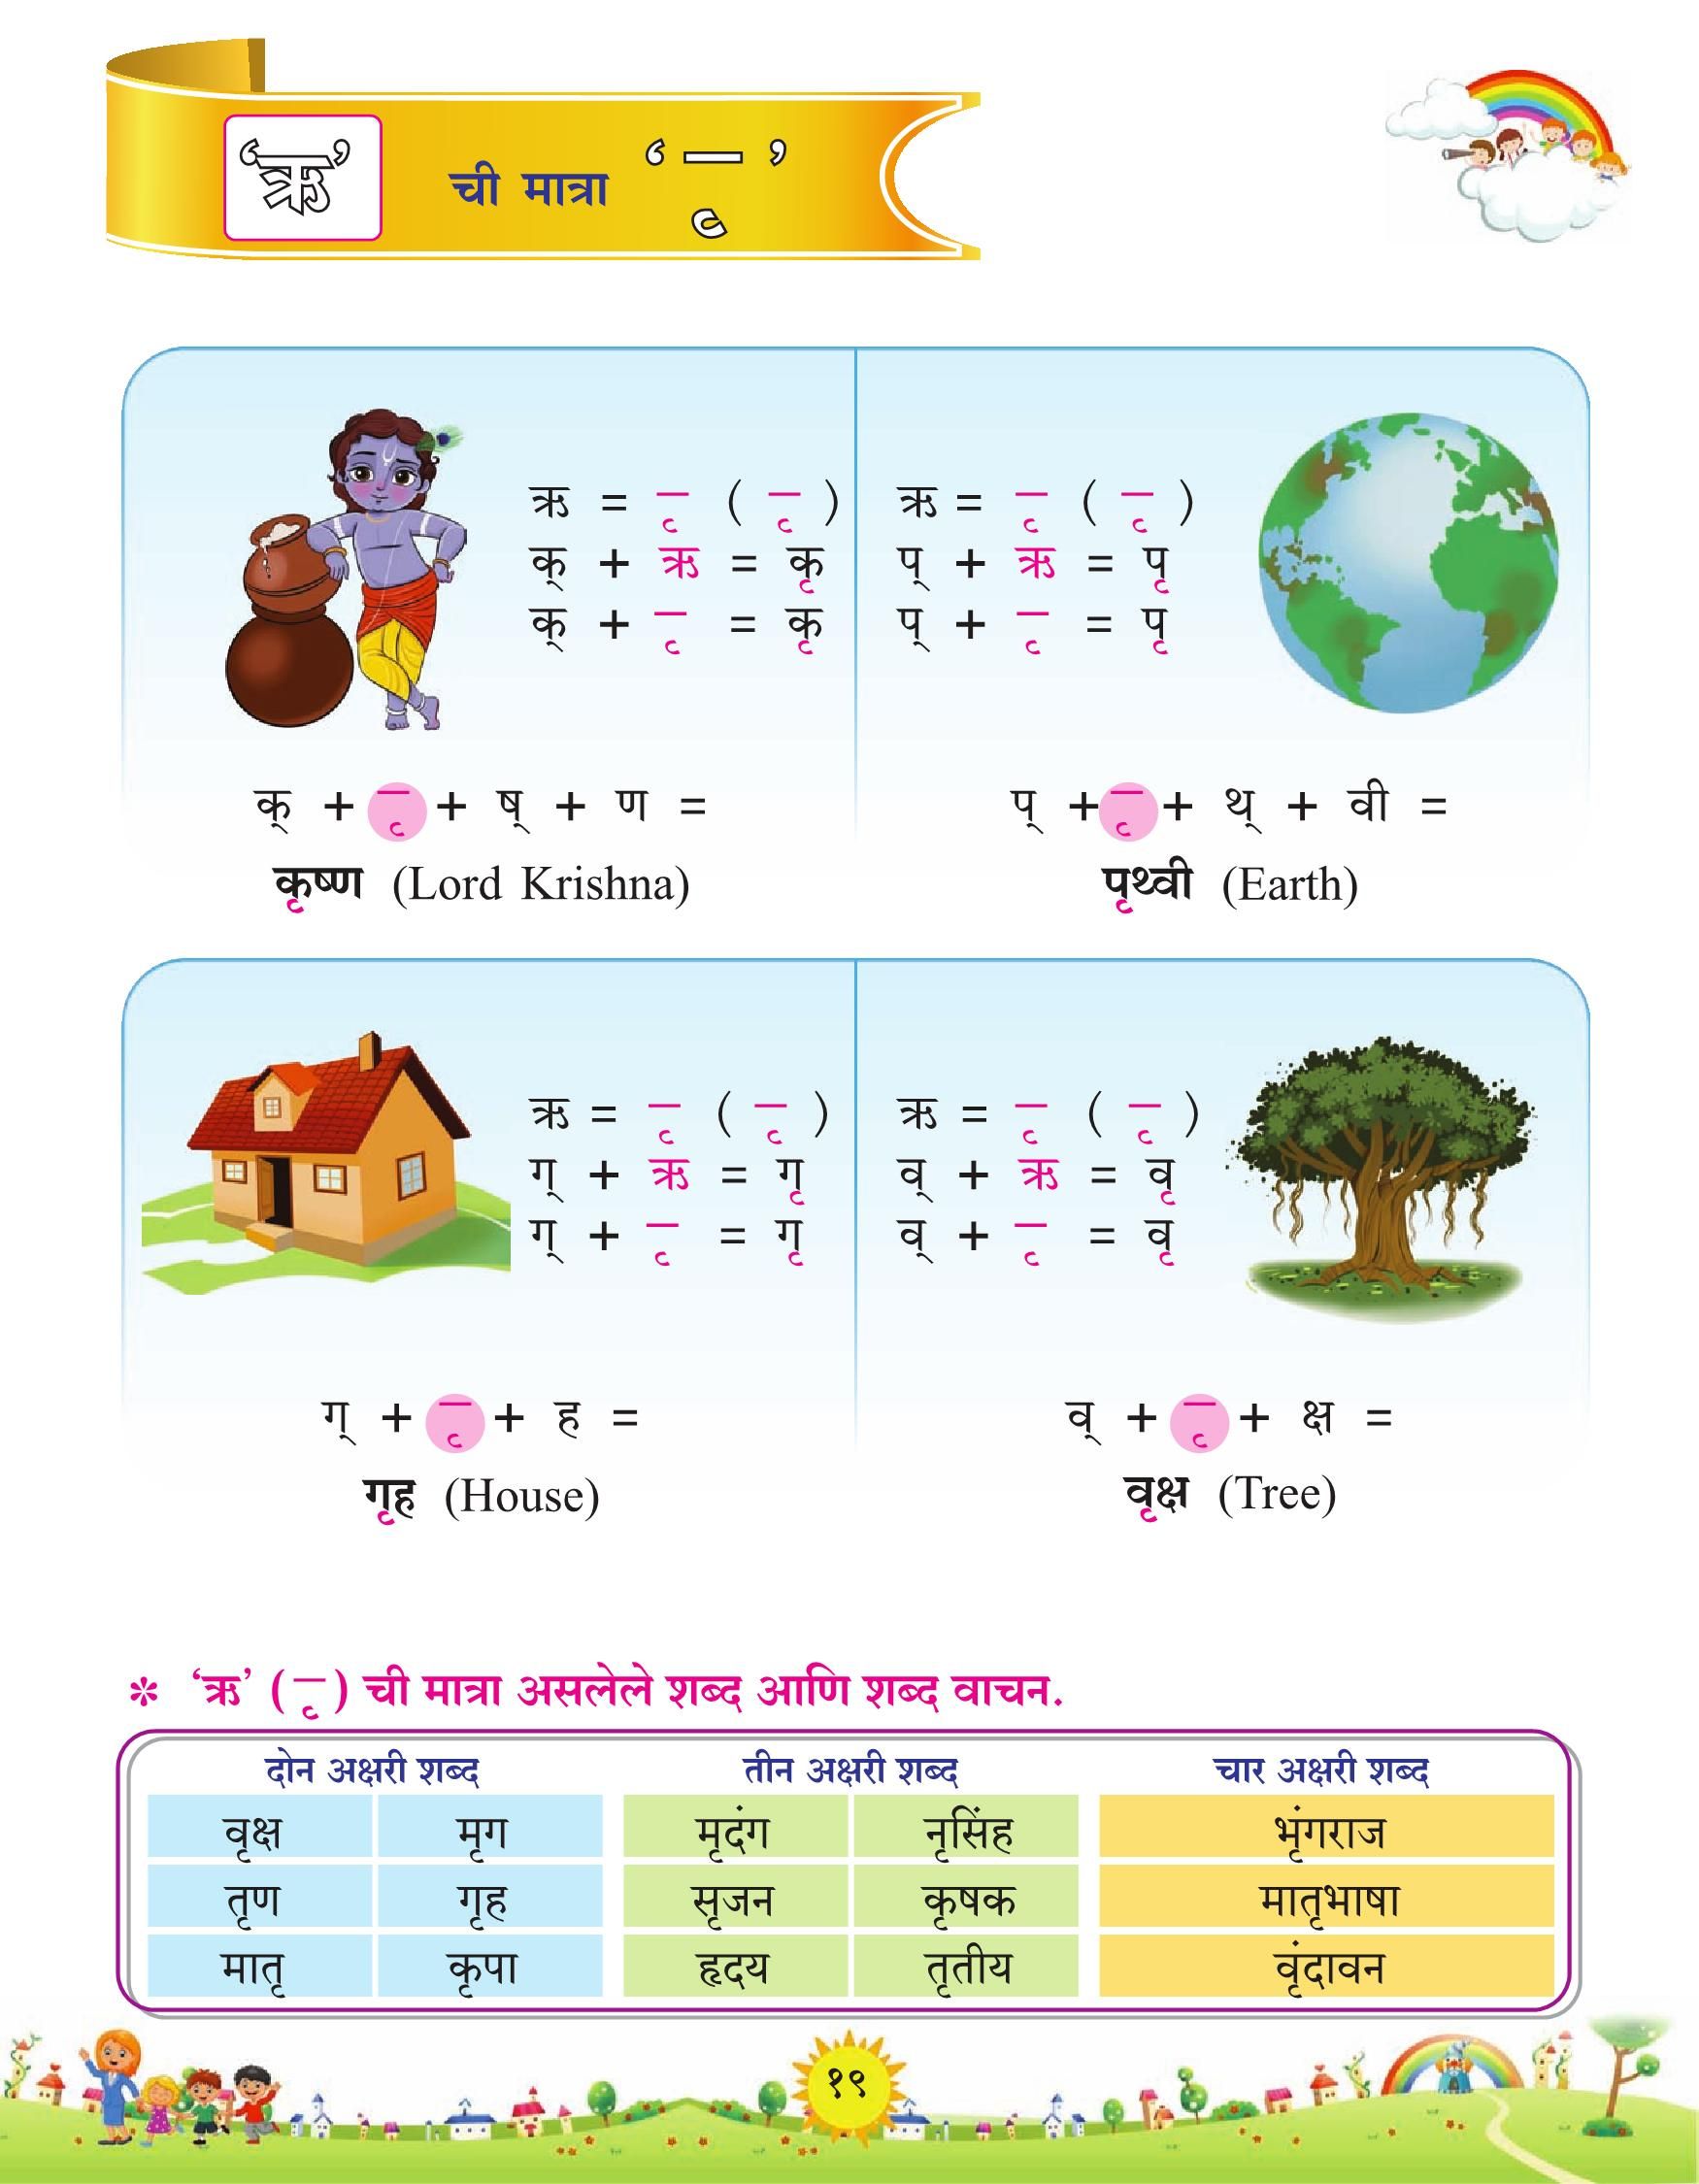 ‘ऋ’ ची मात्रा ‘ ृ ’
ऋ = ृ ( ृ )
क् + ऋ = कृ
क् + ृ = कृ
क् + ृ + ष् + ण =
कृष्ण (Lord Krishna)
ऋ = ृ ( ृ )
प् + ऋ = पृ
प् + ृ = पृ
प् + ृ + थ् + वी =
पृथ्वी (Earth)
ऋ = ृ ( ृ )
ग् + ऋ = गृ
ग् + ृ = गृ
ग् + ृ + ह =
गृह (House)
ऋ = ृ ( ृ )
व् + ऋ = वृ
व् + ृ = वृ
व् + ृ + क्ष =
वृक्ष (Tree)
* ‘ऋ’ ( ृ ) ची मात्रा असलेले शब्द आणि शब्द वाचन.
दोन अक्षरी शब्द तीन अक्षरी शब्द चार अक्षरी शब्द
वृक्ष मृग मृदंग नृसिंह भृंगराज
तृण गृह सृजन कृषक मातृभाषा
मातृ कृपा हृदय तृतीय वृंदावन
१९